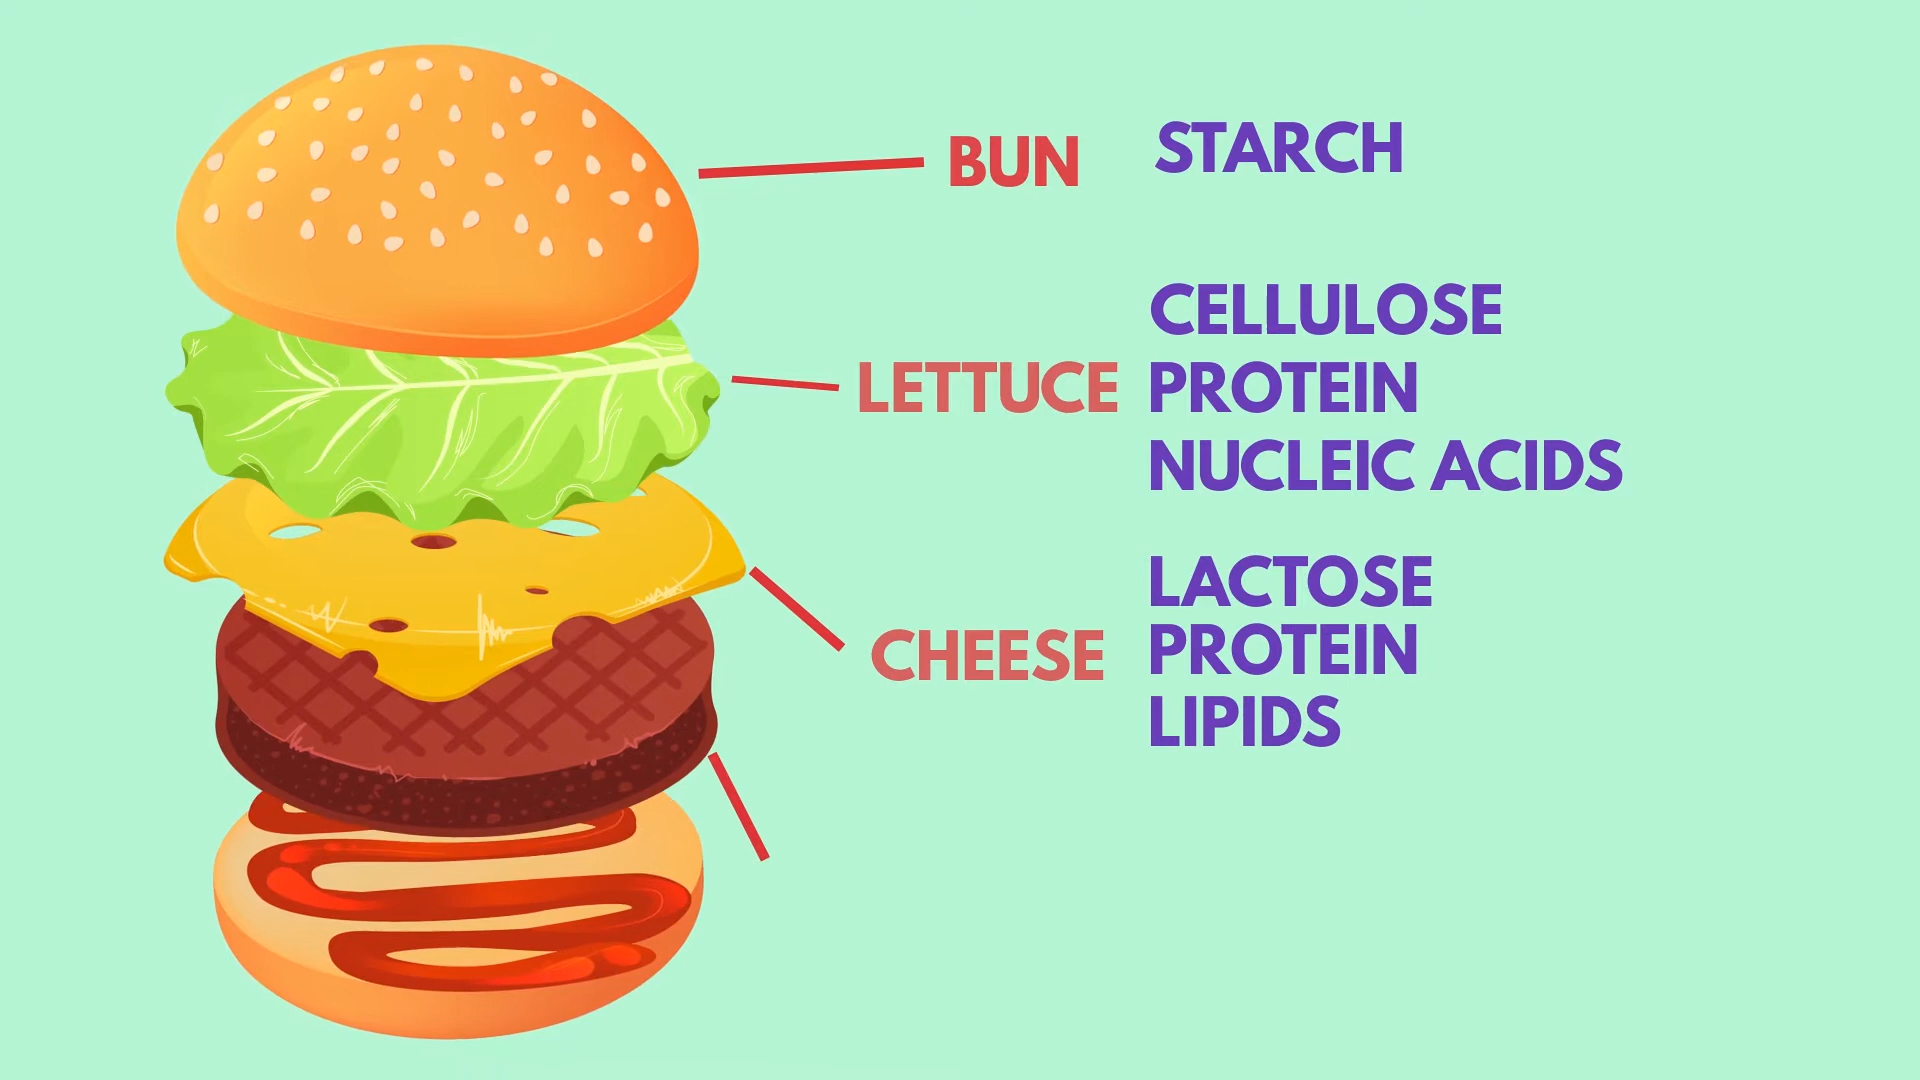 BUN STARCH
CELLULOSE
LETTUCE PROTEIN
NUCLEIC ACIDS
LACTOSE
CHEESE PROTEIN
LIPIDS